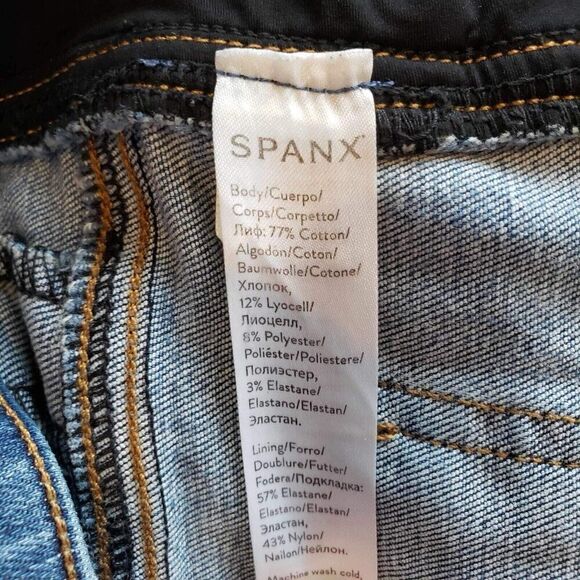 SPANX
Body/Cuerpo/
Corps/Corpetto/
Лиф: 77% Cotton/
Algodón/Coton/
Baumwolle/Cotone/
Хлопок,
12% Lyocell/
Лиоцелл,
8% Polyester/
Poliéster/Poliestere/
Полиэстер,
3% Elastane/
Elastano/Elastan/
Эластан.
Lining/Forro/
Doublure/Futter/
Fodera/Подкладка:
57% Elastane/
Elastano/Elastan/
Эластан,
43% Nylon/
Nailon/Нейлон.
Machine wash cold,